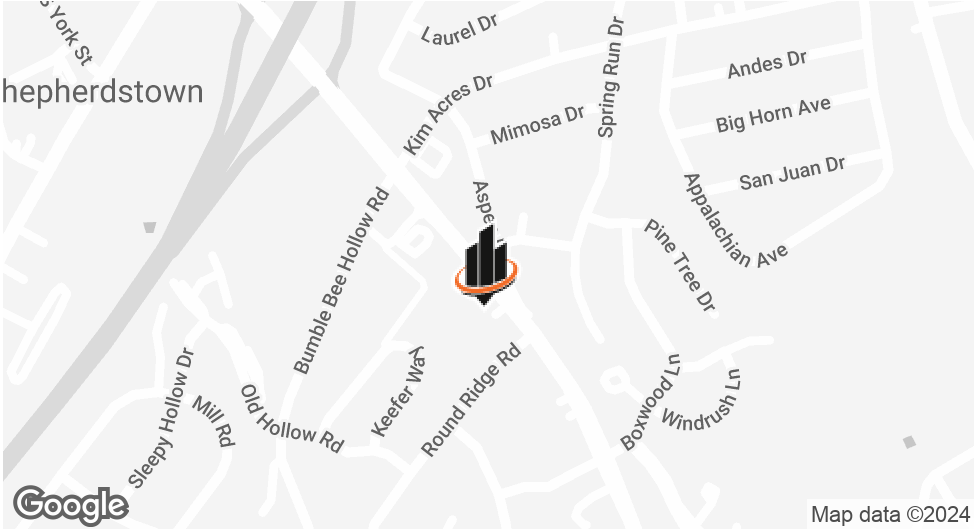 s York St
Laurel Dr
Spring Run Dr
Andes Dr
hepherdstown
Kim Acres Dr
Mimosa Dr
Big Horn Ave
San Juan Dr
Aspe
Appalachian Ave
Bumble Bee Hollow Rd
Pine Tree Dr
Sleepy Hollow Dr
Mill Rd
Old Hollow Rd
Keefer Way
Round Ridge Rd
Boxwood Ln
Windrush Ln
Google
Map data ©2024